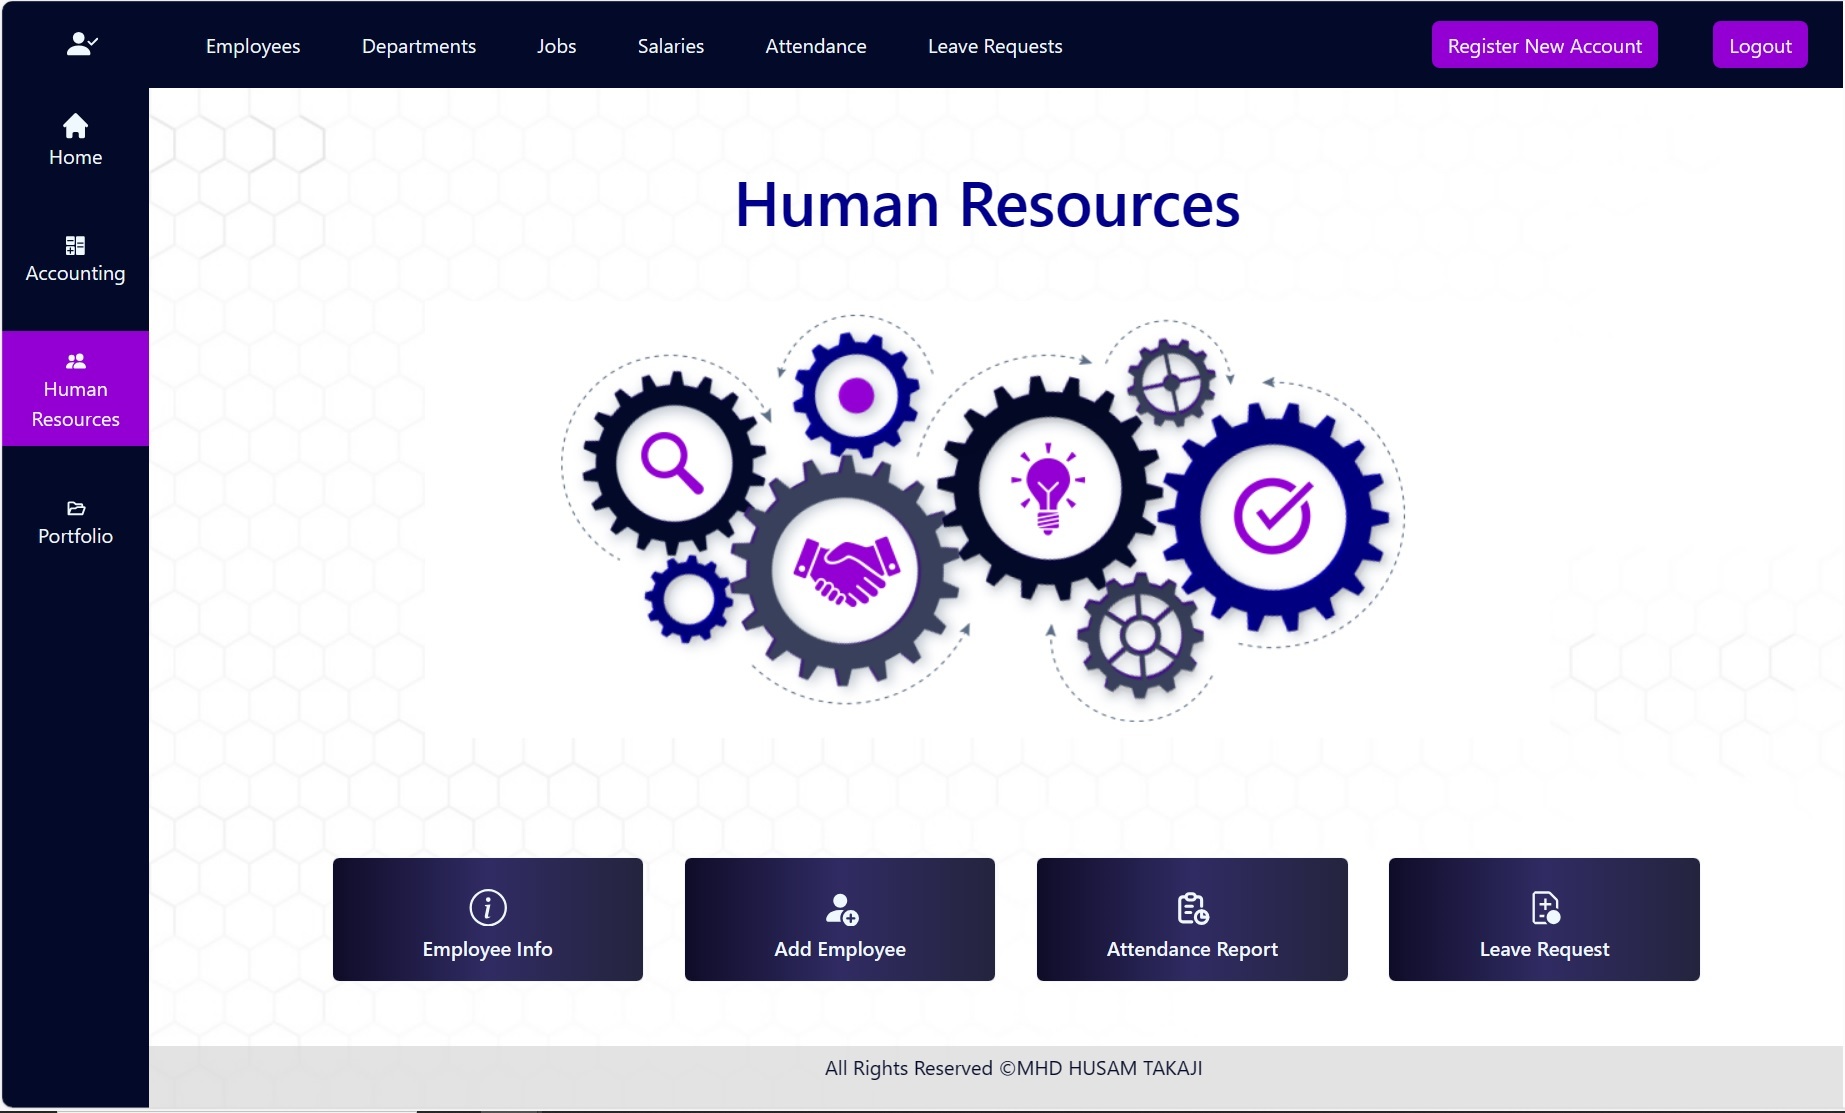 Employees Departments Jobs Salaries Attendance Leave Requests Register New Account Logout
Home
Accounting
Human
Resources
Portfolio
Human Resources
Employee Info Add Employee Attendance Report Leave Request
All Rights Reserved ©MHD HUSAM TAKAJI